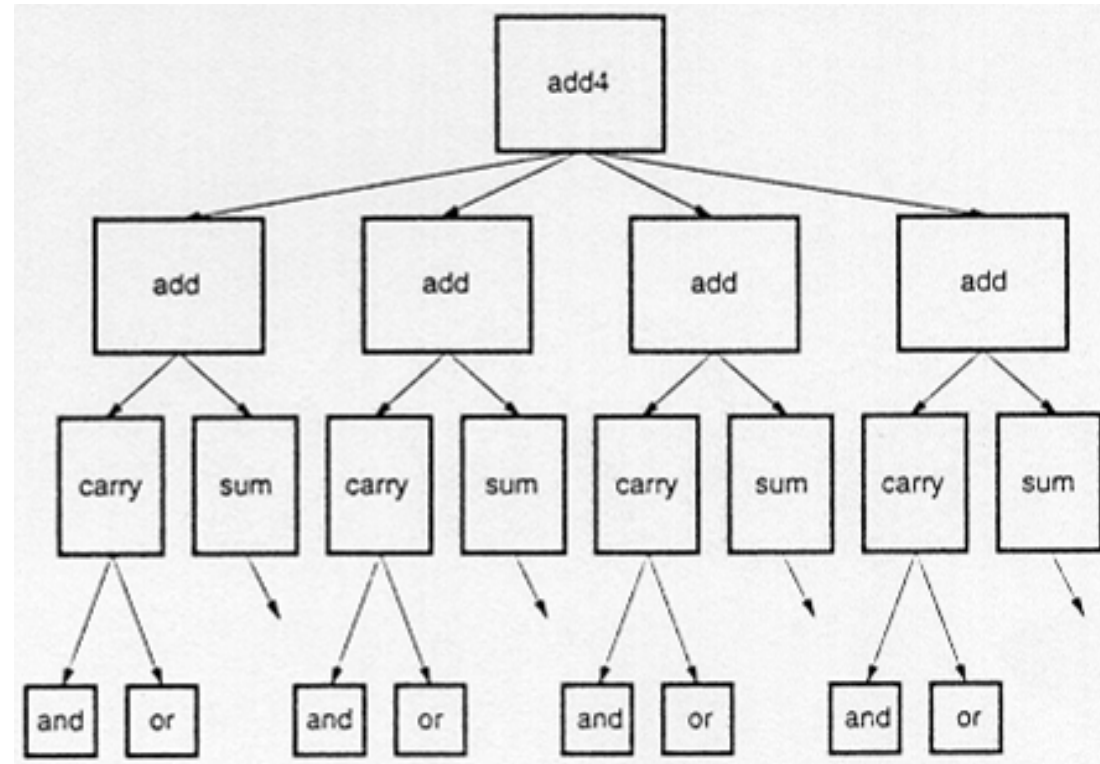 add4
add add add add
carry sum carry sum carry sum carry sum
and or and or and or and or